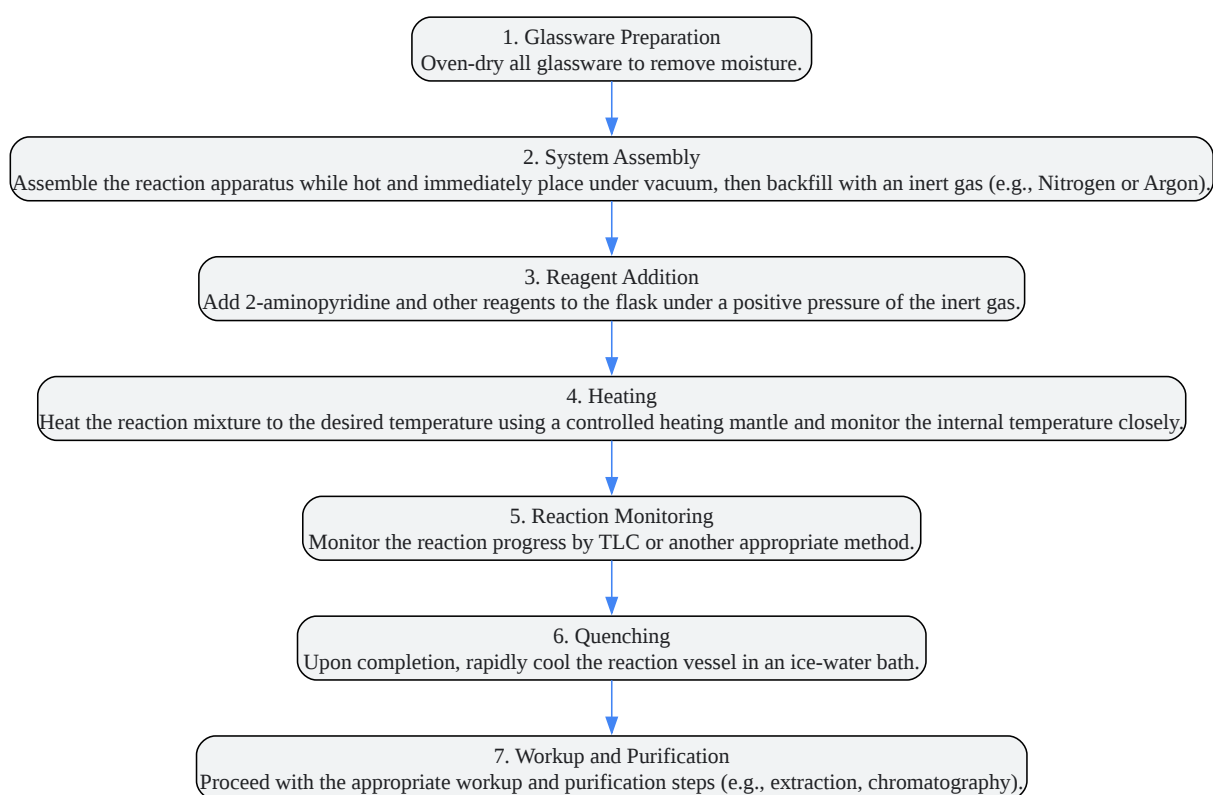 1. Glassware Preparation
Oven-dry all glassware to remove moisture.
2. System Assembly
Assemble the reaction apparatus while hot and immediately place under vacuum, then backfill with an inert gas (e.g., Nitrogen or Argon).
3. Reagent Addition
Add 2-aminopyridine and other reagents to the flask under a positive pressure of the inert gas.
4. Heating
Heat the reaction mixture to the desired temperature using a controlled heating mantle and monitor the internal temperature closely.
5. Reaction Monitoring
Monitor the reaction progress by TLC or another appropriate method.
6. Quenching
Upon completion, rapidly cool the reaction vessel in an ice-water bath.
7. Workup and Purification
Proceed with the appropriate workup and purification steps (e.g., extraction, chromatography).